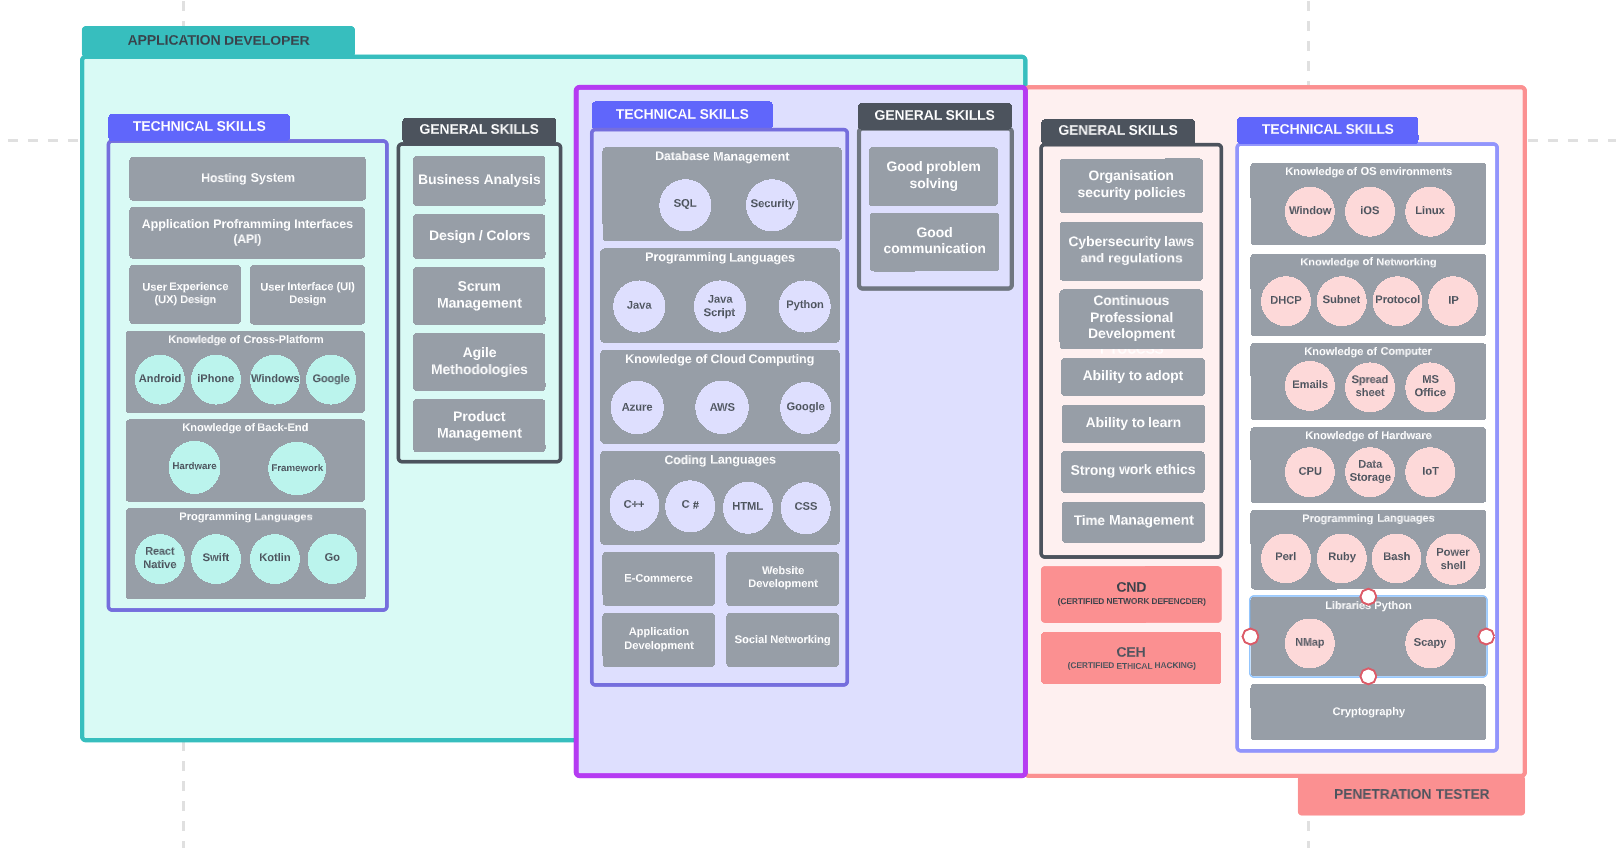 APPLICATION DEVELOPER
TECHNICAL SKILLS
Hosting System
Application Proframming Interfaces
(API)
User Experience
(UX) Design
User Interface (UI)
Design
Knowledge of Cross-Platform
Android
iPhone
Windows
Google
Knowledge of Back-End
Hardware
Framework
Programming Languages
React
Native
Swift
Kotlin
Go
GENERAL SKILLS
Business Analysis
Design / Colors
Scrum
Management
Agile
Methodologies
Product
Management
TECHNICAL SKILLS
Database Management
SQL
Security
Programming Languages
Java
Java
Script
Python
Knowledge of Cloud Computing
Azure
AWS
Google
Coding Languages
C++
C #
HTML
CSS
E-Commerce
Website
Development
Application
Development
Social Networking
GENERAL SKILLS
Good problem
solving
Good
communication
GENERAL SKILLS
Organisation
security policies
Cybersecurity laws
and regulations
Continuous
Professional
Development
Ability to adopt
Ability to learn
Strong work ethics
Time Management
CND
(CERTIFIED NETWORK DEFENCDER)
CEH
(CERTIFIED ETHICAL HACKING)
TECHNICAL SKILLS
Knowledge of OS environments
Window
iOS
Linux
Knowledge of Networking
DHCP
Subnet
Protocol
IP
Knowledge of Computer
Emails
Spread
sheet
MS
Office
Knowledge of Hardware
CPU
Data
Storage
IoT
Programming Languages
Perl
Ruby
Bash
Power
shell
Libraries Python
NMap
Scapy
Cryptography
PENETRATION TESTER